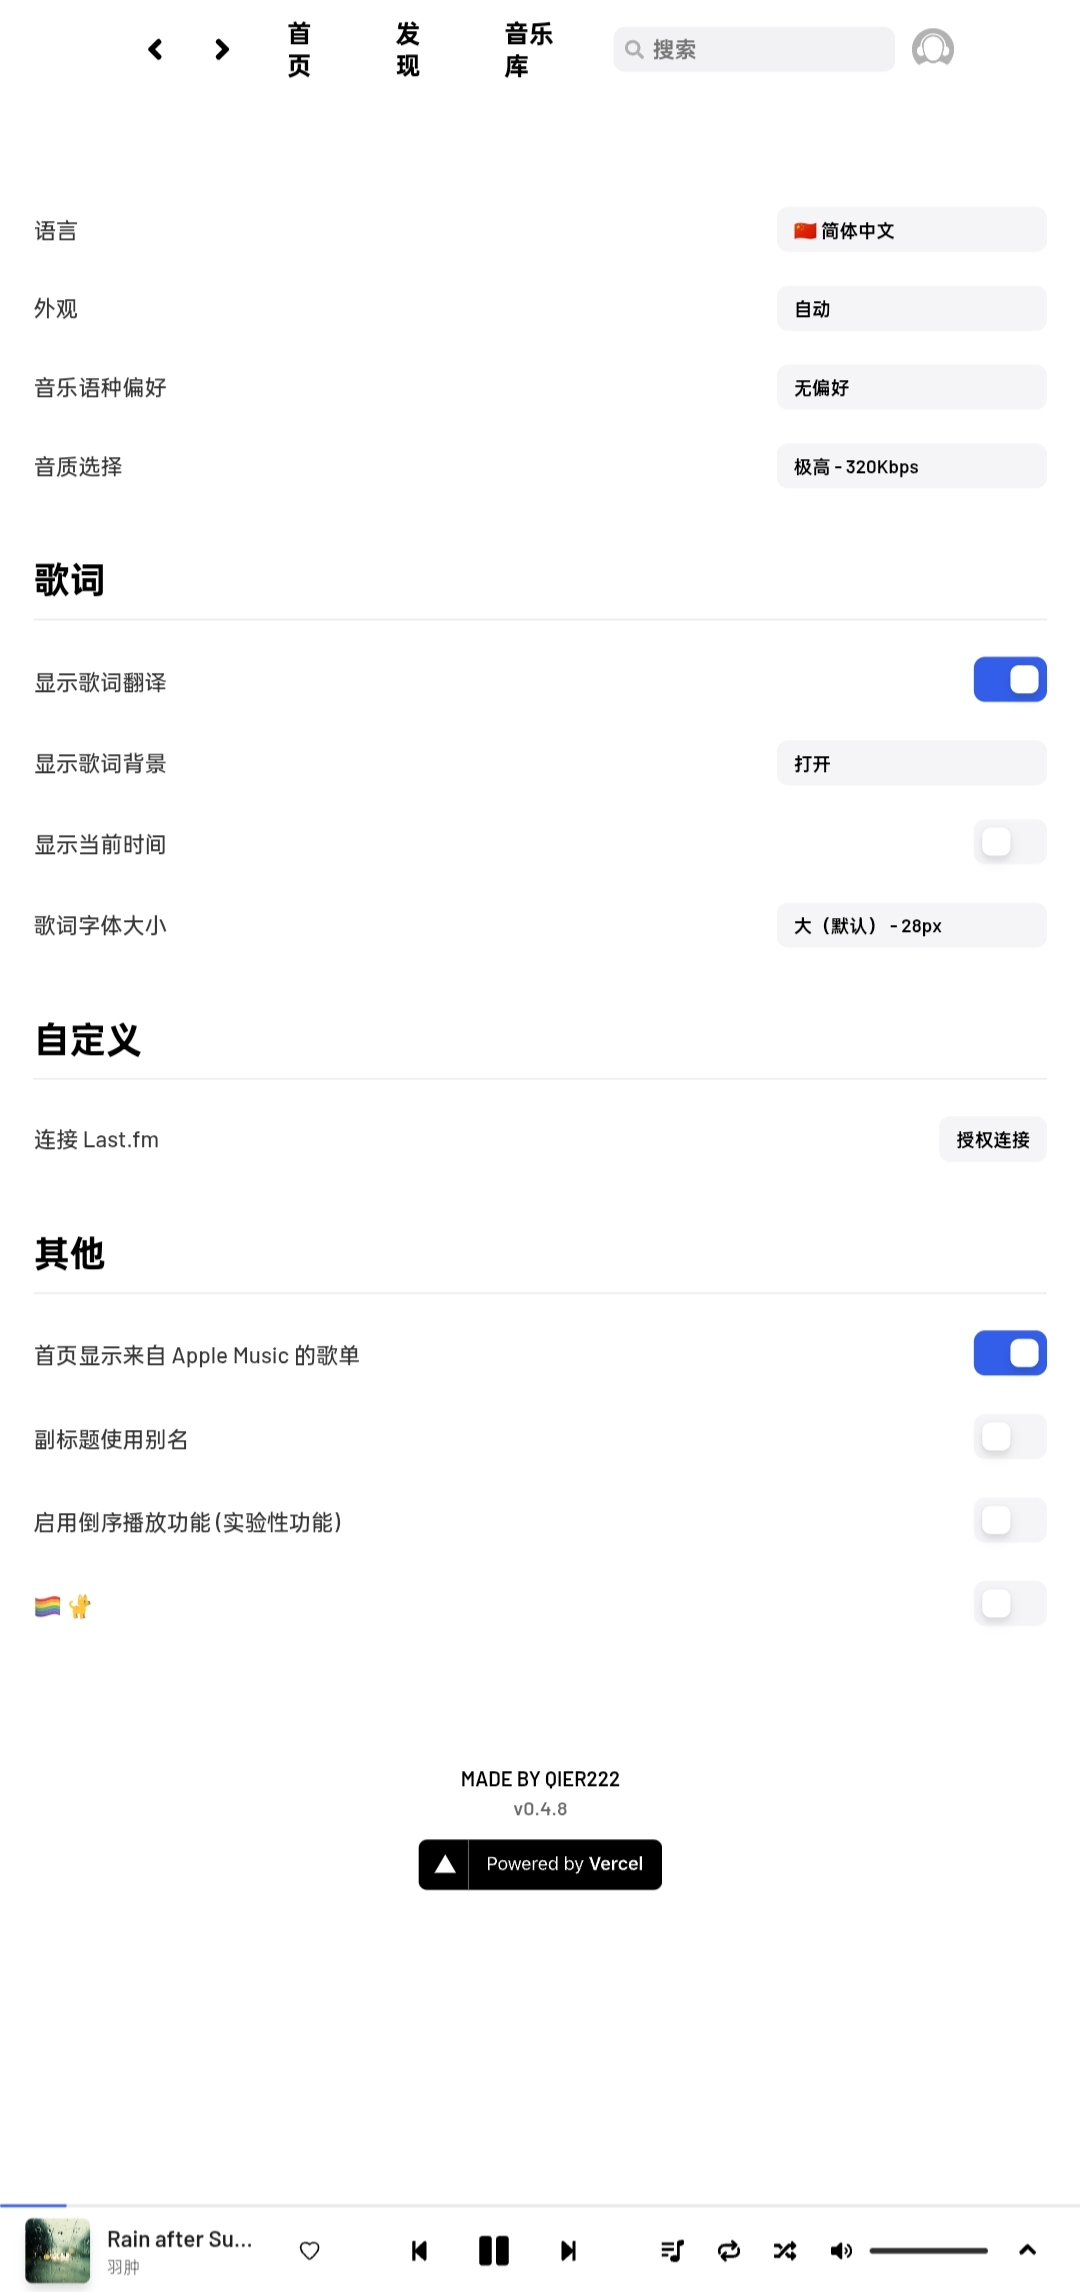 首页
发现
音乐库
搜索
语言
🇨🇳 简体中文
外观
自动
音乐语种偏好
无偏好
音质选择
极高 - 320Kbps
歌词
显示歌词翻译
显示歌词背景
打开
显示当前时间
歌词字体大小
大（默认） - 28px
自定义
连接 Last.fm
授权连接
其他
首页显示来自 Apple Music 的歌单
副标题使用别名
启用倒序播放功能 (实验性功能)
🏳️‍🌈 🐈
MADE BY QIER222
v0.4.8
Powered by Vercel
Rain after Su...
羽肿